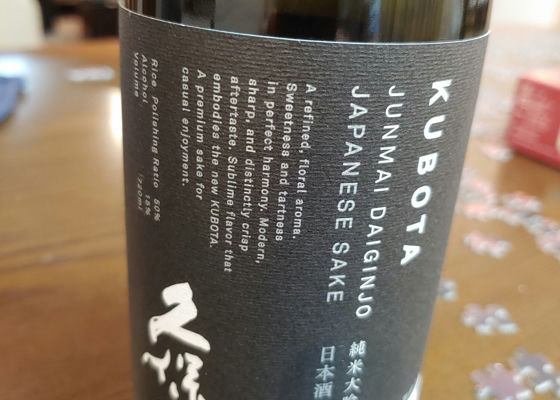 KUBOTA
JUNMAI DAIGINJO
JAPANESE SAKE
A refined, floral aroma.
Sweetness and tartness
in perfect harmony. Modern,
sharp, and distinctly crisp
aftertaste. Sublime flavor that
embodies the new KUBOTA.
A premium sake for
casual enjoyment.
Rice Polishing Ratio 50%
Alcohol 15%
Volume 720ml
純米大吟
日本酒
久保